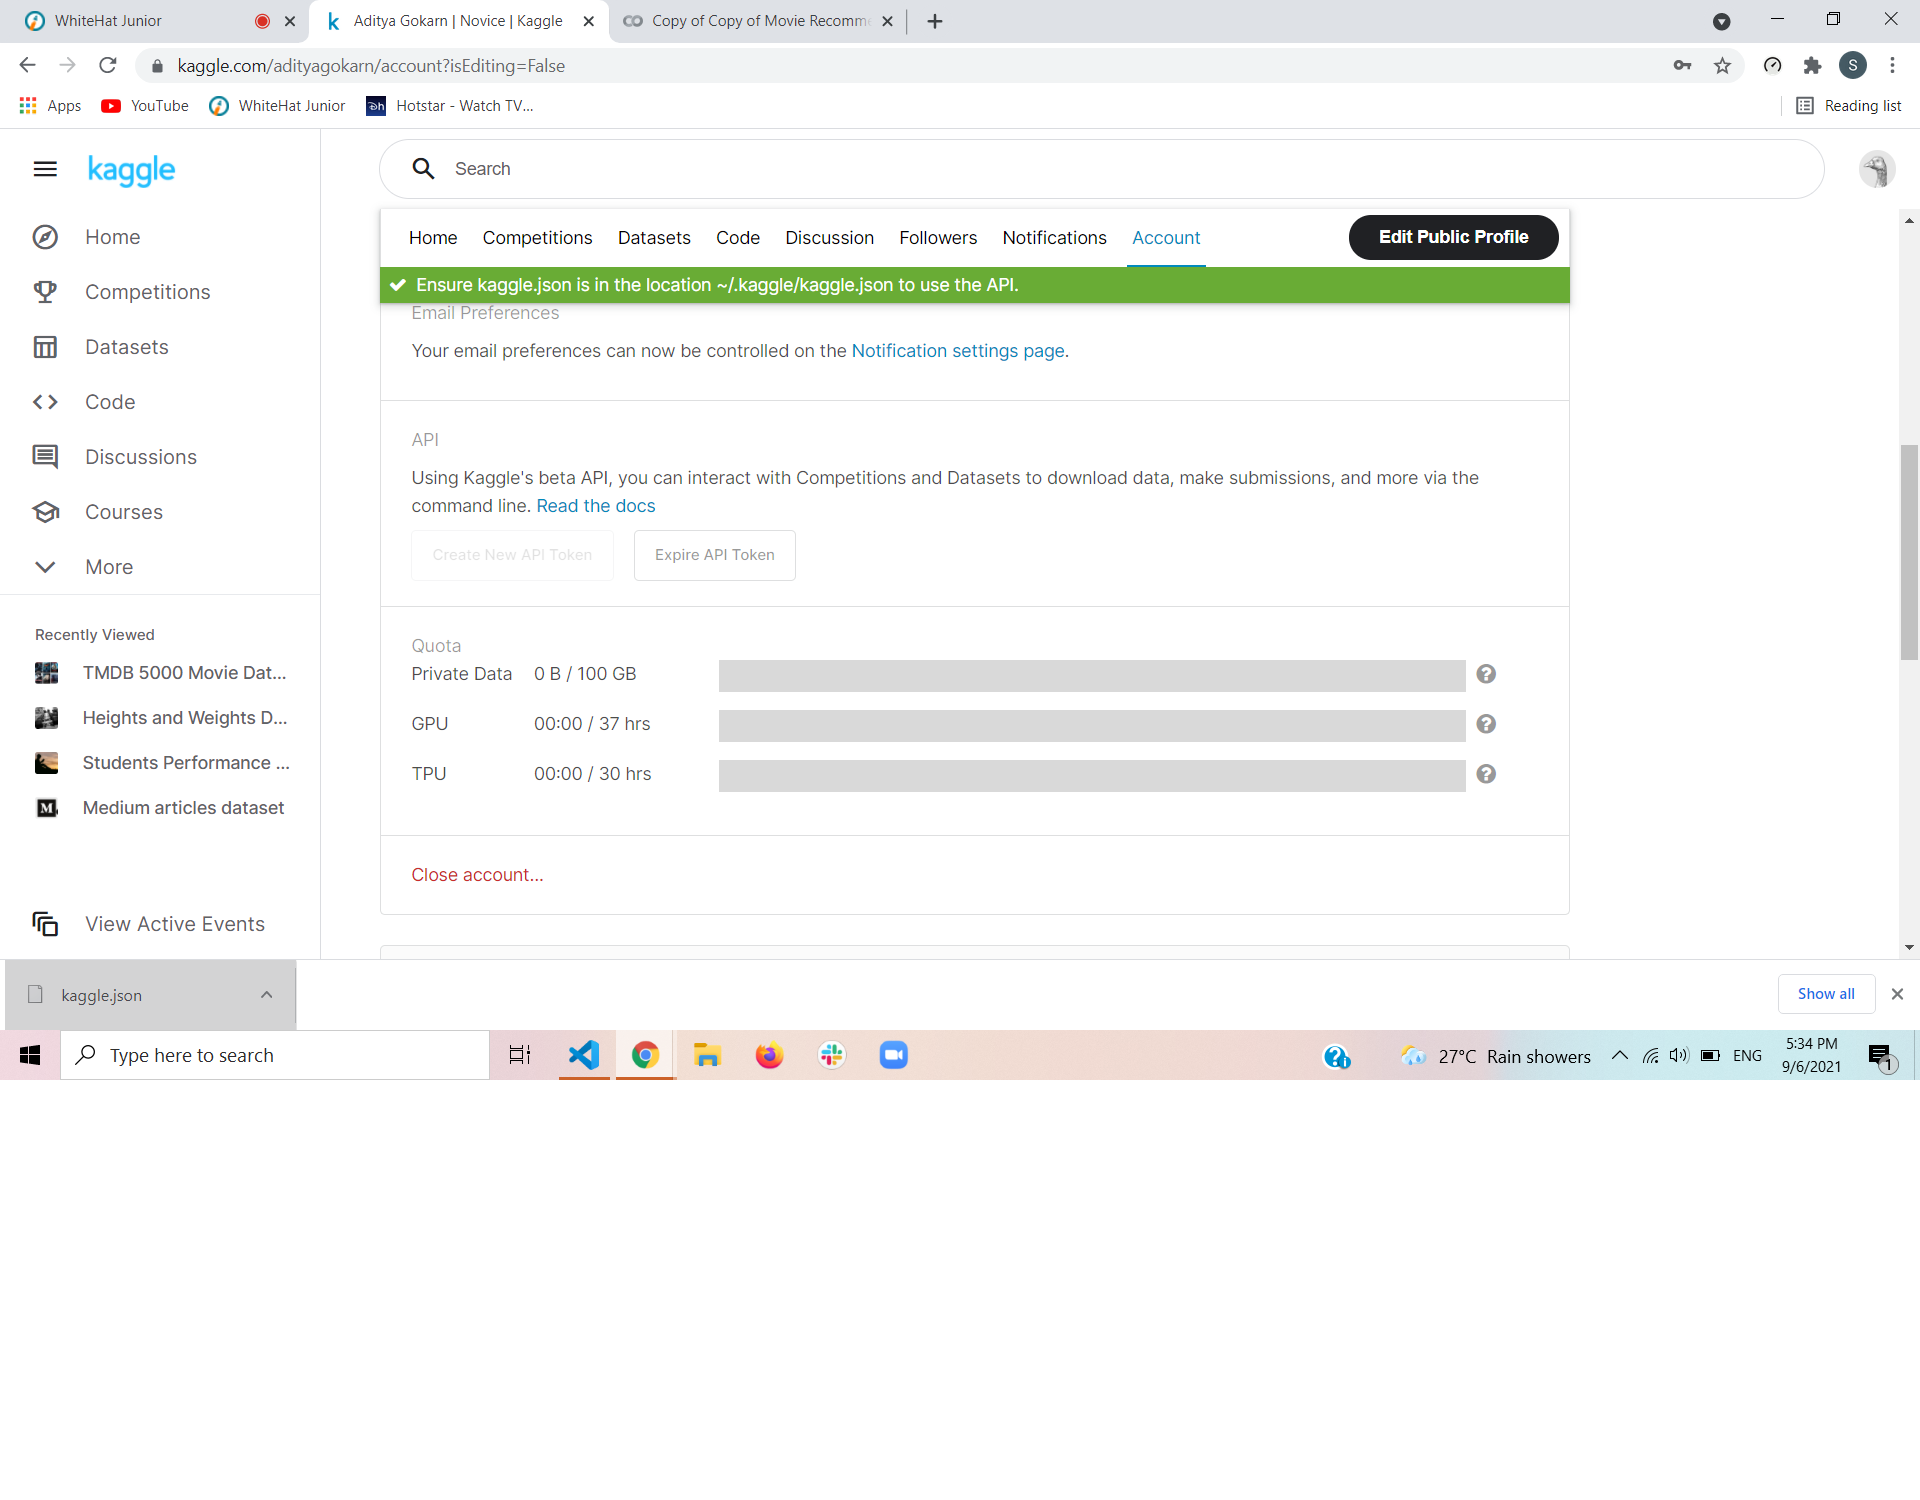 WhiteHat Junior
Aditya Gokarn | Novice | Kaggle
Copy of Copy of Movie Recomme
kaggle.com/adityagokarn/account?isEditing=False
S
Apps
YouTube
WhiteHat Junior
Hotstar - Watch TV...
Reading list
kaggle
Search
Home
Competitions
Datasets
Code
Discussions
Courses
More
Recently Viewed
TMDB 5000 Movie Dat...
Heights and Weights D...
Students Performance ...
Medium articles dataset
View Active Events
Home Competitions Datasets Code Discussion Followers Notifications Account
Edit Public Profile
Ensure kaggle.json is in the location ~/.kaggle/kaggle.json to use the API.
Email Preferences
Your email preferences can now be controlled on the Notification settings page.
API
Using Kaggle's beta API, you can interact with Competitions and Datasets to download data, make submissions, and more via the
command line. Read the docs
Create New API Token
Expire API Token
Quota
Private Data 0 B / 100 GB
GPU 00:00 / 37 hrs
TPU 00:00 / 30 hrs
Close account...
kaggle.json
Show all
Type here to search
27°C Rain showers
ENG
5:34 PM
9/6/2021
1